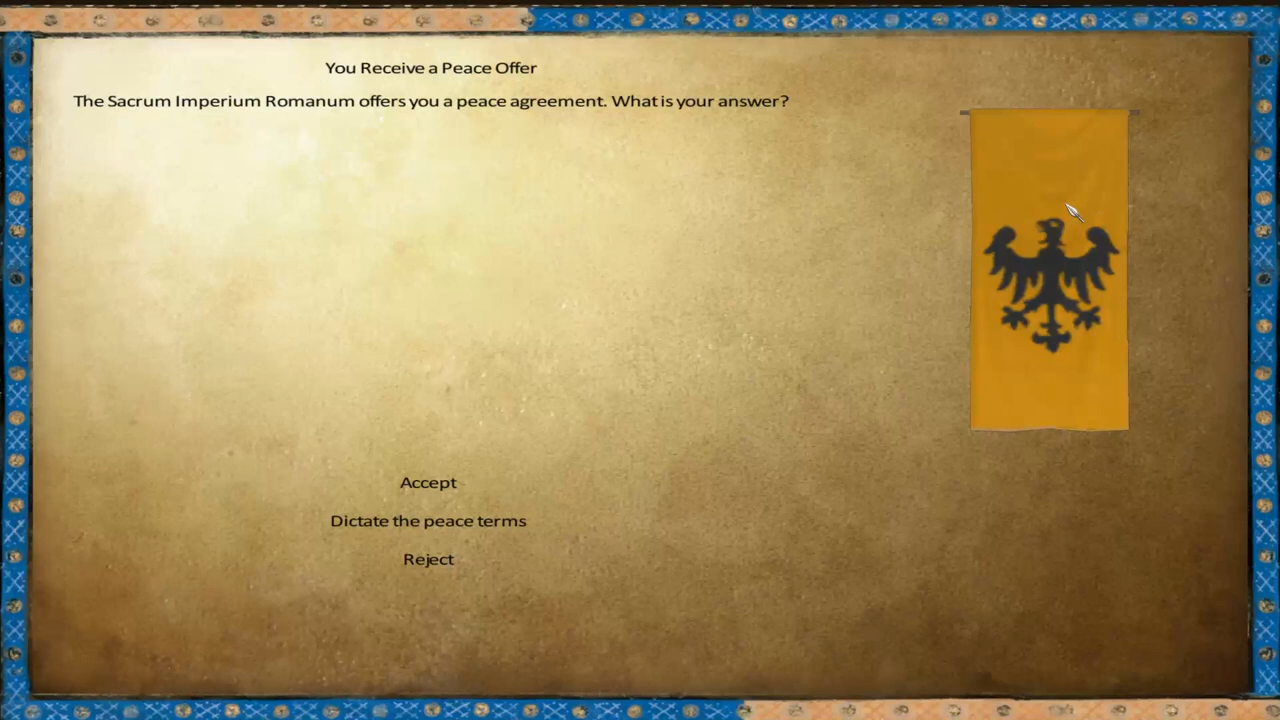 You Receive a Peace Offer
The Sacrum Imperium Romanum offers you a peace agreement. What is your answer?
Accept
Dictate the peace terms
Reject